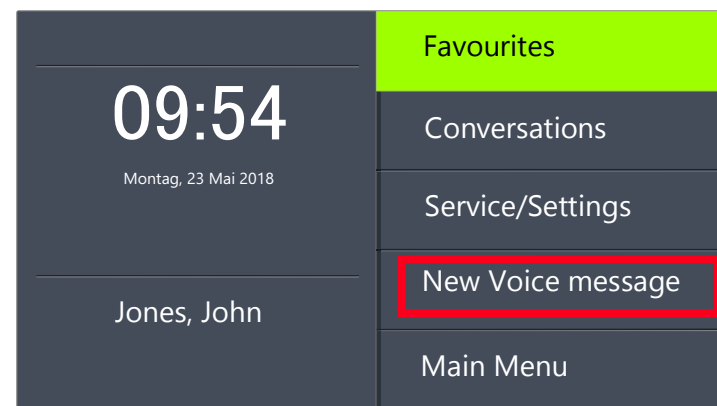 09:54
Montag, 23 Mai 2018
Jones, John
Favourites
Conversations
Service/Settings
New Voice message
Main Menu